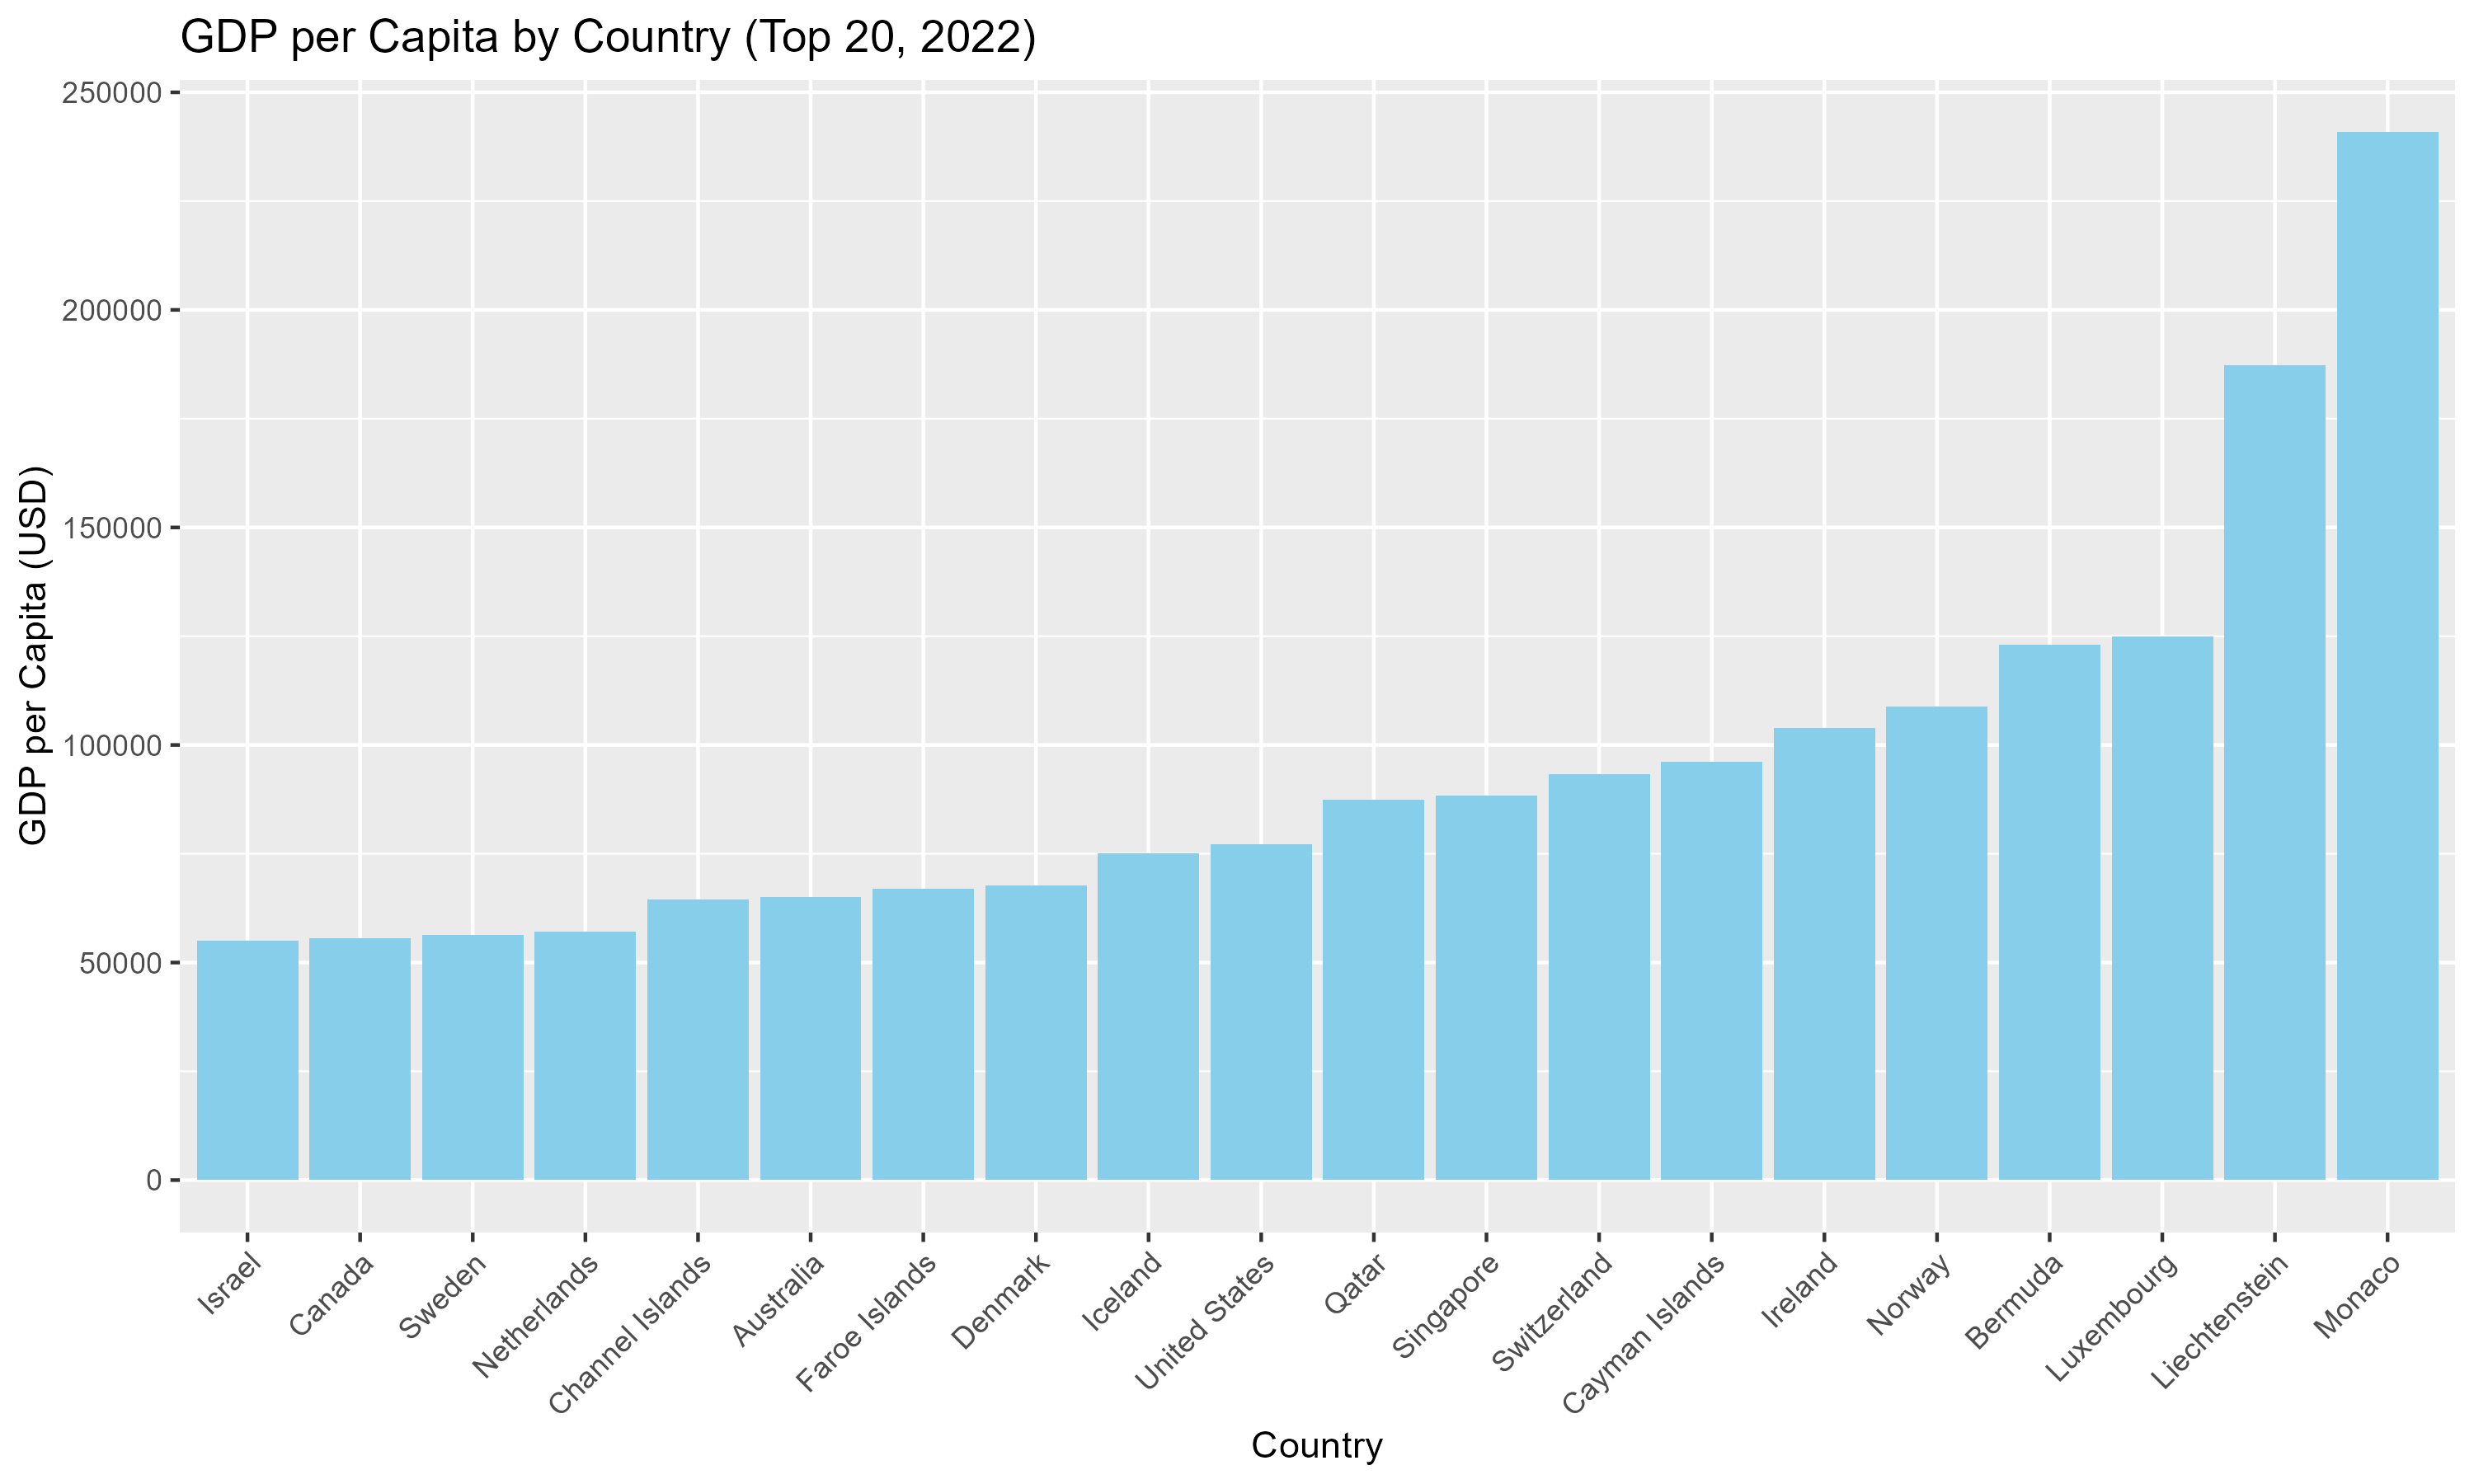 GDP per Capita by Country (Top 20, 2022)
GDP per Capita (USD)
250000
200000
150000
100000
50000
0
Israel
Canada
Sweden
Netherlands
Channel Islands
Australia
Faroe Islands
Denmark
Iceland
United States
Qatar
Singapore
Switzerland
Cayman Islands
Ireland
Norway
Bermuda
Luxembourg
Liechtenstein
Monaco
Country